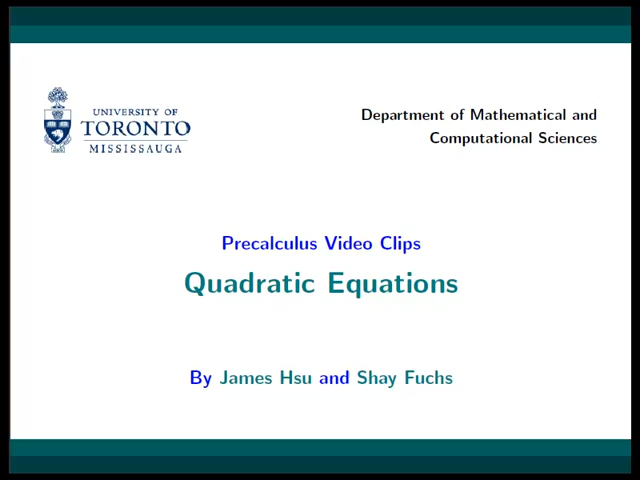 UNIVERSITY OF
TORONTO
MISSISSAUGA
Department of Mathematical and
Computational Sciences
Precalculus Video Clips
Quadratic Equations
By James Hsu and Shay Fuchs